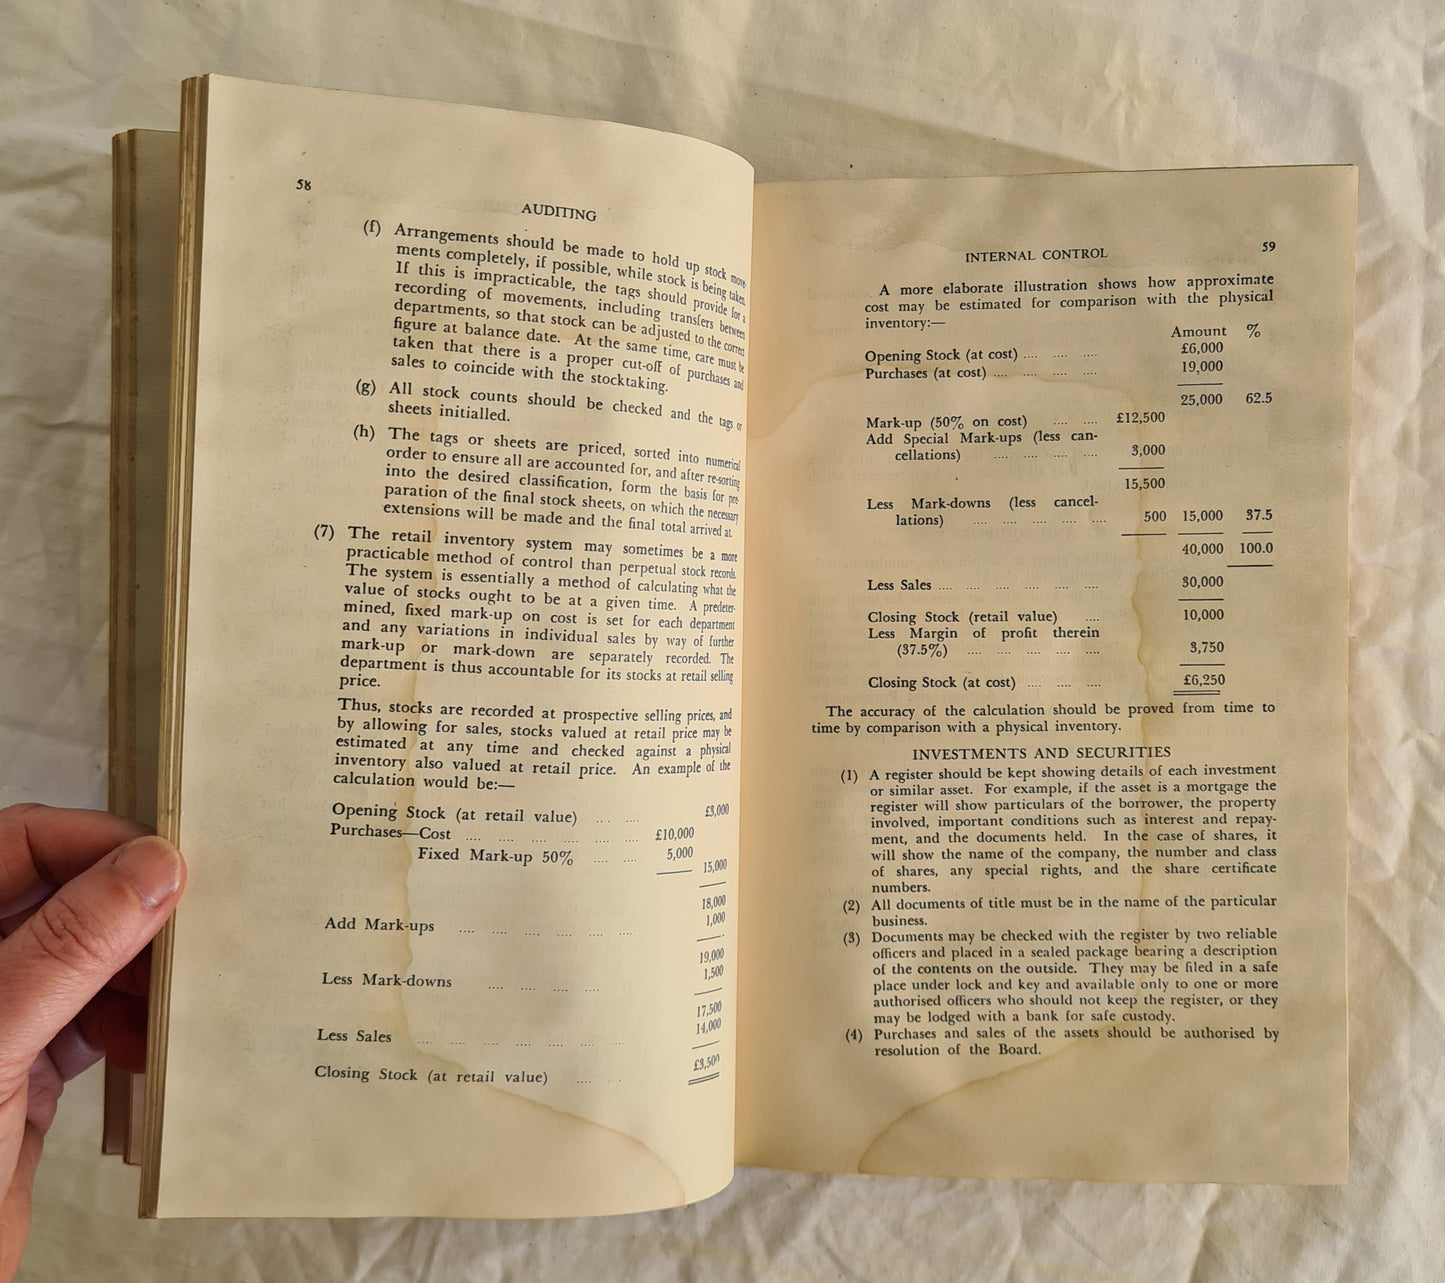 58
AUDITING
(f) Arrangements should be made to hold up stock move-
ments completely, if possible, while stock is being taken.
If this is impracticable, the tags should provide for a
recording of movements, including transfers between
departments, so that stock can be adjusted to the correct
figure at balance date. At the same time, care must be
taken that there is a proper cut-off of purchases and
sales to coincide with the stocktaking.
(g) All stock counts should be checked and the tags or
sheets initialled.
(h) The tags or sheets are priced, sorted into numerical
order to ensure all are accounted for, and after re-sorting
into the desired classification, form the basis for pre-
paration of the final stock sheets, on which the necessary
extensions will be made and the final total arrived at.
(7) The retail inventory system may sometimes be a more
practicable method of control than perpetual stock records.
The system is essentially a method of calculating what the
value of stocks ought to be at a given time. A predeter-
mined, fixed mark-up on cost is set for each department
and any variations in individual sales by way of further
mark-up or mark-down are separately recorded. The
department is thus accountable for its stocks at retail selling
price.
Thus, stocks are recorded at prospective selling prices, and
by allowing for sales, stocks valued at retail price may be
estimated at any time and checked against a physical
inventory also valued at retail price. An example of the
calculation would be:—
Opening Stock (at retail value) .... .... £3,000
Purchases—Cost .... .... .... .... .... .... £10,000
Fixed Mark-up 50% .... .... 5,000
15,000
18,000
Add Mark-ups .... .... .... .... .... .... 1,000
19,000
Less Mark-downs .... .... .... .... 1,500
17,500
Less Sales .... .... .... .... .... .... 14,000
Closing Stock (at retail value) .... .... £3,500
INTERNAL CONTROL
59
A more elaborate illustration shows how approximate
cost may be estimated for comparison with the physical
inventory:—
Amount %
Opening Stock (at cost) .... .... .... £6,000
Purchases (at cost) .... .... .... .... 19,000
25,000 62.5
Mark-up (50% on cost) .... .... £12,500
Add Special Mark-ups (less can-
cellations) .... .... .... .... 3,000
15,500
Less Mark-downs (less cancel-
lations) .... .... .... .... .... 500 15,000 37.5
40,000 100.0
Less Sales .... .... .... .... .... .... 30,000
Closing Stock (retail value) .... 10,000
Less Margin of profit therein
(37.5%) .... .... .... .... .... 3,750
Closing Stock (at cost) .... .... .... £6,250
The accuracy of the calculation should be proved from time to
time by comparison with a physical inventory.
INVESTMENTS AND SECURITIES
(1) A register should be kept showing details of each investment
or similar asset. For example, if the asset is a mortgage the
register will show particulars of the borrower, the property
involved, important conditions such as interest and repay-
ment, and the documents held. In the case of shares, it
will show the name of the company, the number and class
of shares, any special rights, and the share certificate
numbers.
(2) All documents of title must be in the name of the particular
business.
(3) Documents may be checked with the register by two reliable
officers and placed in a sealed package bearing a description
of the contents on the outside. They may be filed in a safe
place under lock and key and available only to one or more
authorised officers who should not keep the register, or they
may be lodged with a bank for safe custody.
(4) Purchases and sales of the assets should be authorised by
resolution of the Board.